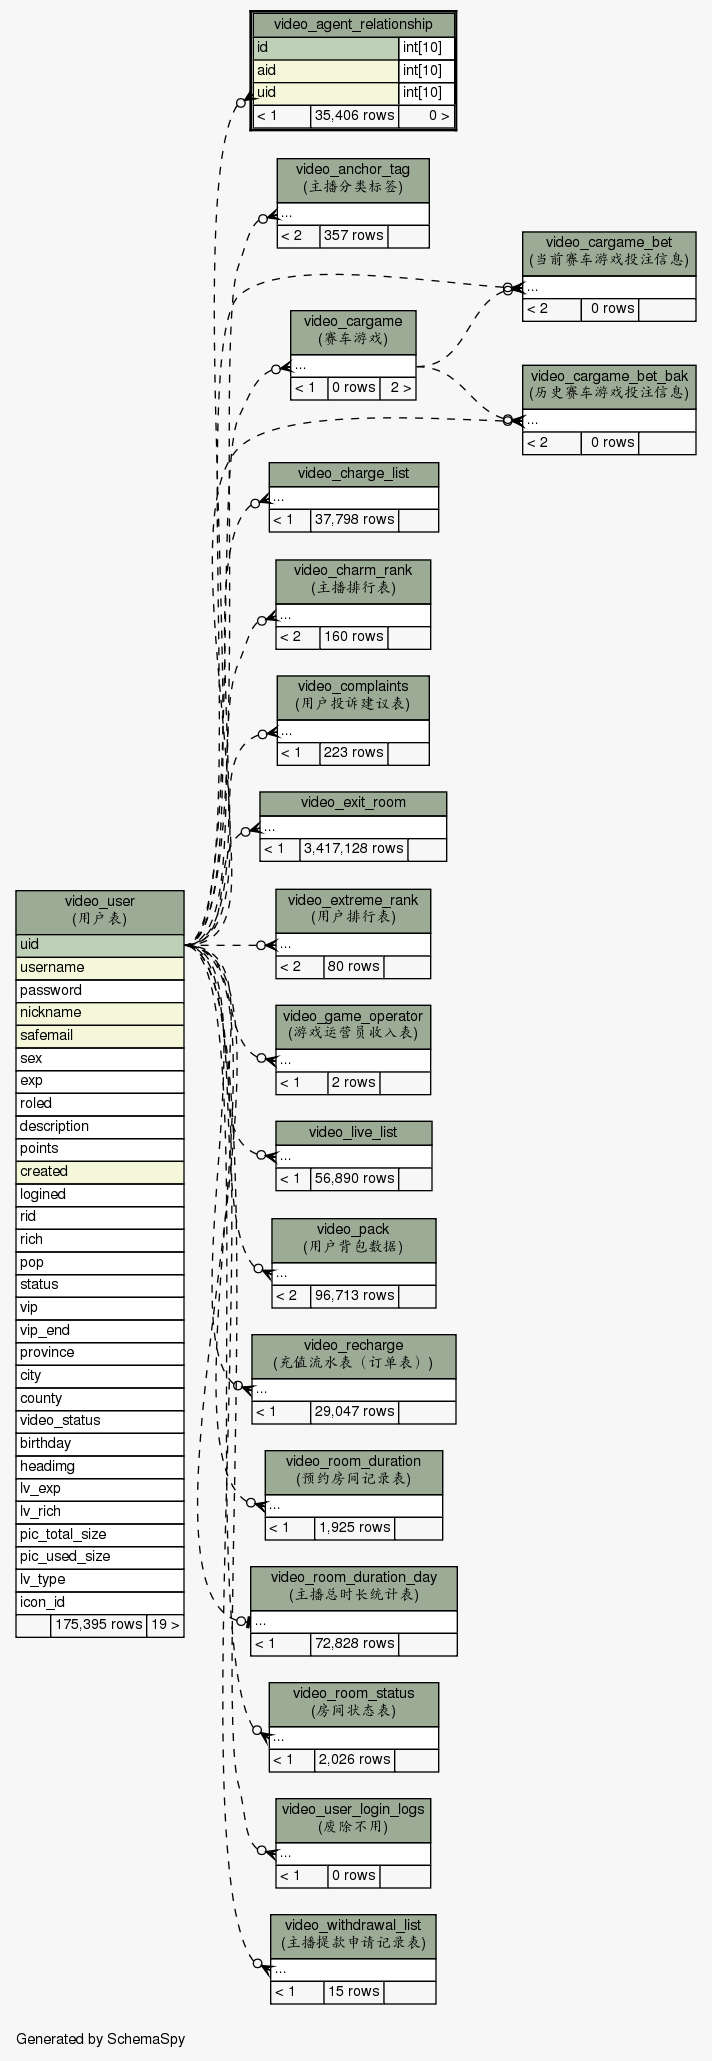 video_agent_relationship
id int[10]
aid int[10]
uid int[10]
< 1 35,406 rows 0 >
video_anchor_tag
(主播分类标签)
...
< 2 357 rows
video_cargame_bet
(当前赛车游戏投注信息)
...
< 2 0 rows
video_cargame
(赛车游戏)
...
< 1 0 rows 2 >
video_cargame_bet_bak
(历史赛车游戏投注信息)
...
< 2 0 rows
video_charge_list
...
< 1 37,798 rows
video_charm_rank
(主播排行表)
...
< 2 160 rows
video_complaints
(用户投诉建议表)
...
< 1 223 rows
video_exit_room
...
< 1 3,417,128 rows
video_user
(用户表)
uid
username
password
nickname
safemail
sex
exp
roled
description
points
created
logined
rid
rich
pop
status
vip
vip_end
province
city
county
video_status
birthday
headimg
lv_exp
lv_rich
pic_total_size
pic_used_size
lv_type
icon_id
175,395 rows 19 >
video_extreme_rank
(用户排行表)
...
< 2 80 rows
video_game_operator
(游戏运营员收入表)
...
< 1 2 rows
video_live_list
...
< 1 56,890 rows
video_pack
(用户背包数据)
...
< 2 96,713 rows
video_recharge
(充值流水表（订单表）)
...
< 1 29,047 rows
video_room_duration
(预约房间记录表)
...
< 1 1,925 rows
video_room_duration_day
(主播总时长统计表)
...
< 1 72,828 rows
video_room_status
(房间状态表)
...
< 1 2,026 rows
video_user_login_logs
(废除不用)
...
< 1 0 rows
video_withdrawal_list
(主播提款申请记录表)
...
< 1 15 rows
Generated by SchemaSpy